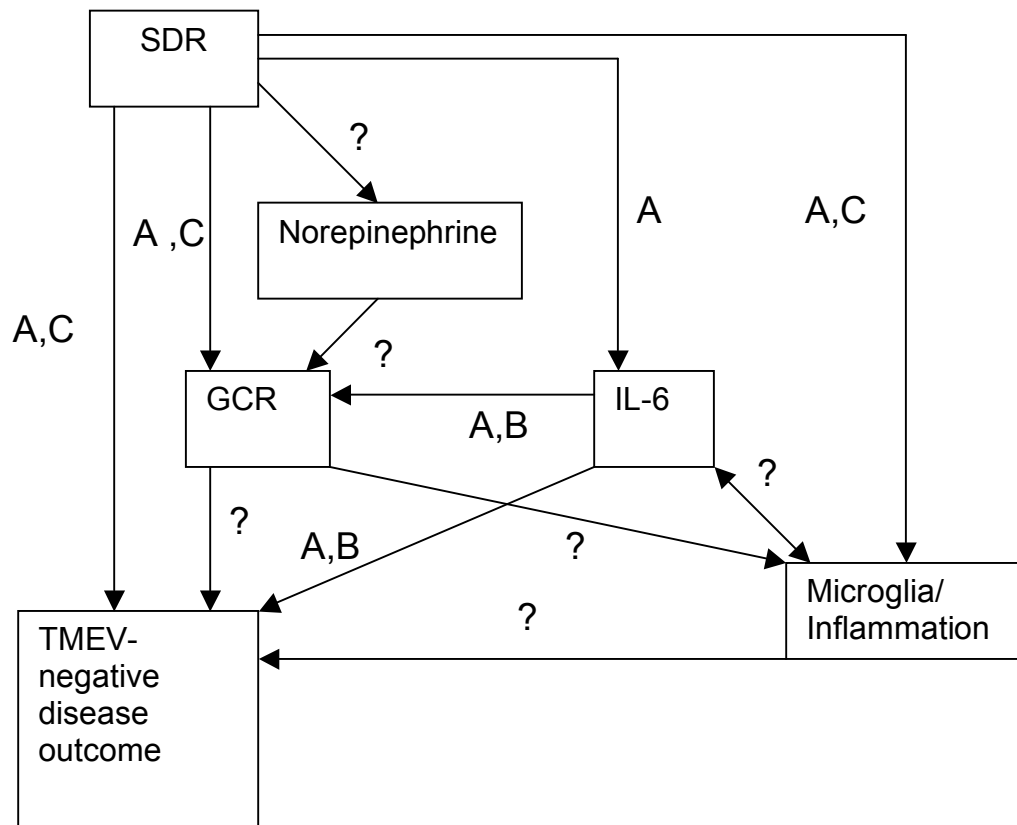 SDR
?
Norepinephrine
A
A,C
A ,C
A,C
?
GCR
IL-6
A,B
?
?
A,B
?
Microglia/
Inflammation
?
TMEV-
negative
disease
outcome